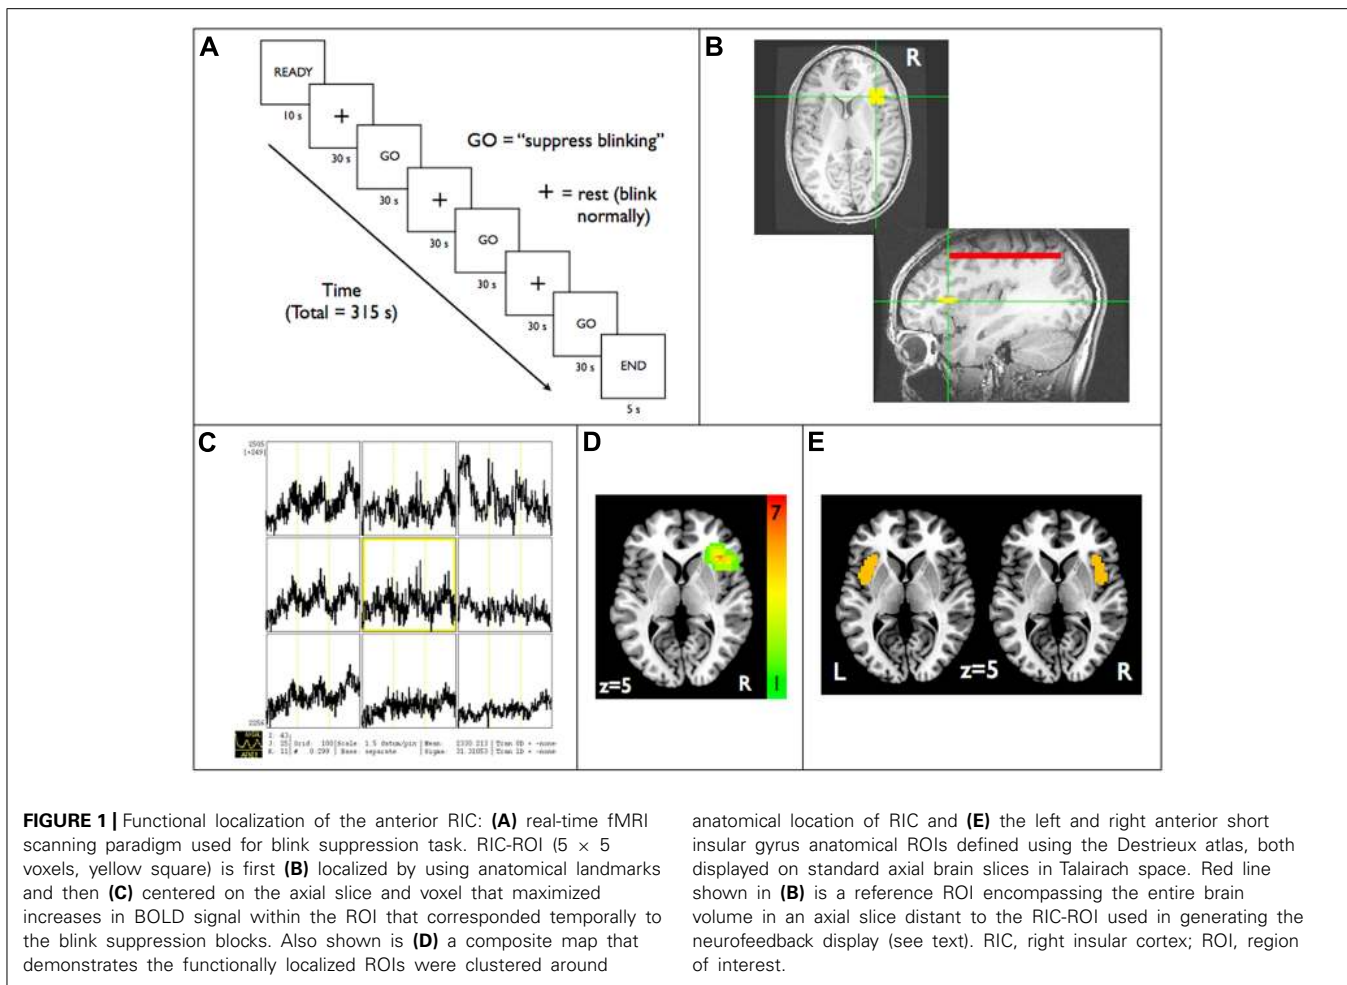 A
READY
10 s
+
30 s
GO
30 s
+
30 s
GO
30 s
+
30 s
GO
30 s
END
5 s
GO = “suppress blinking”
+ = rest (blink
normally)
Time
(Total = 315 s)
B
R
C
D
7
1
z=5
R
E
L
z=5
R
FIGURE 1 | Functional localization of the anterior RIC: (A) real-time fMRI
scanning paradigm used for blink suppression task. RIC-ROI (5 × 5
voxels, yellow square) is first (B) localized by using anatomical landmarks
and then (C) centered on the axial slice and voxel that maximized
increases in BOLD signal within the ROI that corresponded temporally to
the blink suppression blocks. Also shown is (D) a composite map that
demonstrates the functionally localized ROIs were clustered around
anatomical location of RIC and (E) the left and right anterior short
insular gyrus anatomical ROIs defined using the Destrieux atlas, both
displayed on standard axial brain slices in Talairach space. Red line
shown in (B) is a reference ROI encompassing the entire brain
volume in an axial slice distant to the RIC-ROI used in generating the
neurofeedback display (see text). RIC, right insular cortex; ROI, region
of interest.